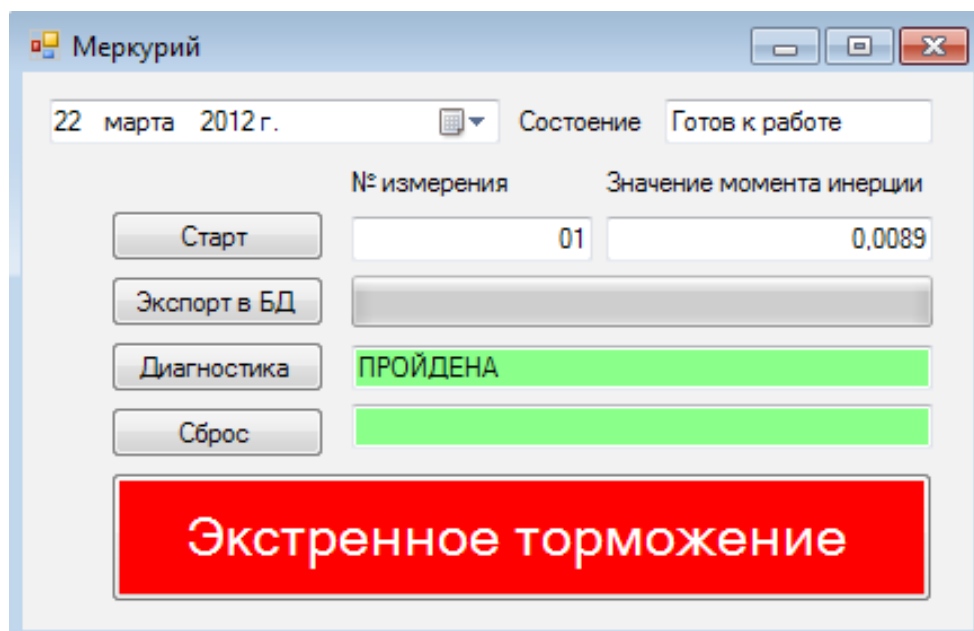 Меркурий
22 марта 2012 г. Состоение Готов к работе
№ измерения Значение момента инерции
Старт 01 0,0089
Экспорт в БД
Диагностика ПРОЙДЕНА
Сброс
Экстренное торможение